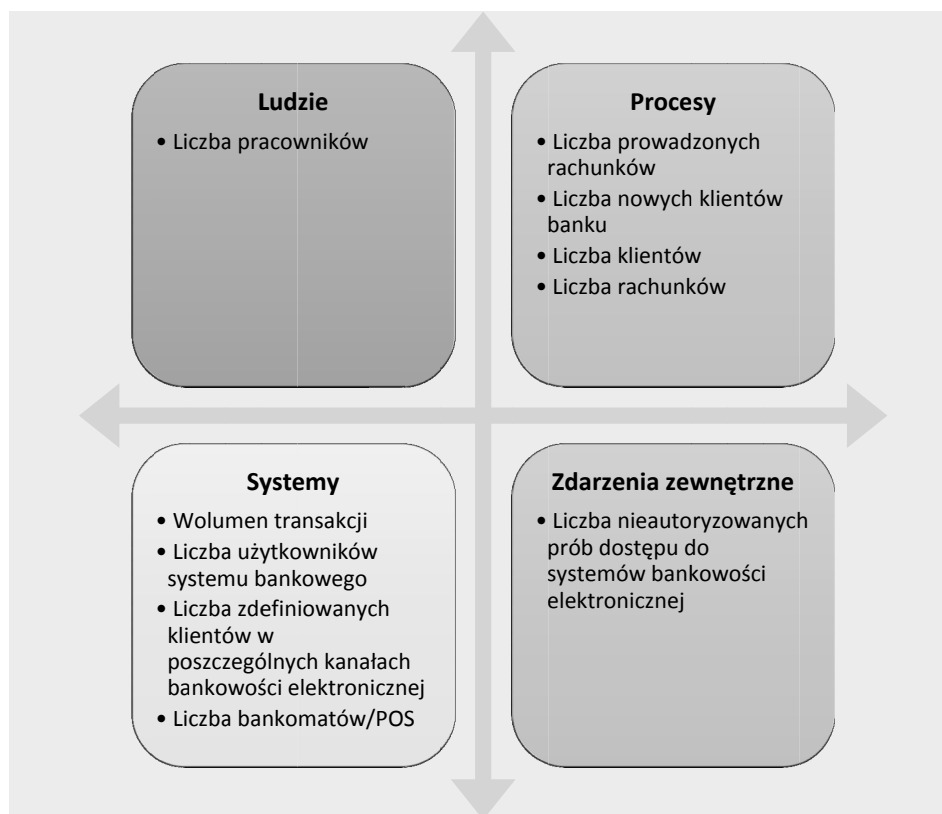 Ludzie
• Liczba pracowników
Procesy
• Liczba prowadzonych
rachunków
• Liczba nowych klientów
banku
• Liczba klientów
• Liczba rachunków
Systemy
• Wolumen transakcji
• Liczba użytkowników
systemu bankowego
• Liczba zdefiniowanych
klientów w
poszczególnych kanałach
bankowości elektronicznej
• Liczba bankomatów/POS
Zdarzenia zewnętrzne
• Liczba nieautoryzowanych
prób dostępu do
systemów bankowości
elektronicznej